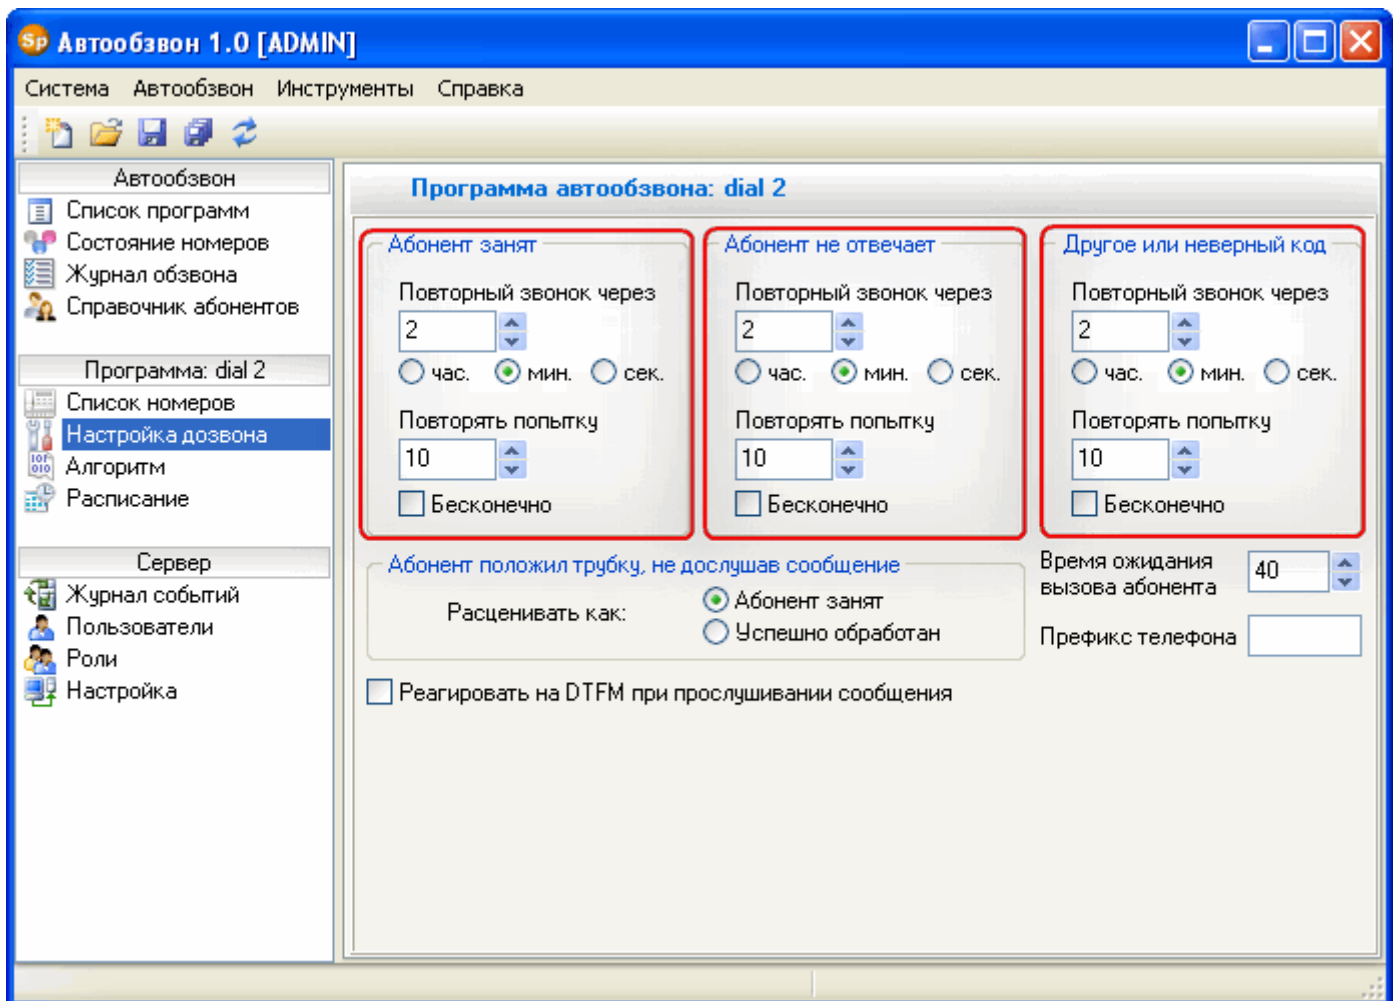 Sp Автообзвон 1.0 [ADMIN]
Система Автообзвон Инструменты Справка
Автообзвон
Список программ
Состояние номеров
Журнал обзвона
Справочник абонентов
Программа: dial 2
Список номеров
Настройка дозвона
Алгоритм
Расписание
Сервер
Журнал событий
Пользователи
Роли
Настройка
Программа автообзвона: dial 2
Абонент занят
Повторный звонок через
2
час. мин. сек.
Повторять попытку
10
Бесконечно
Абонент не отвечает
Повторный звонок через
2
час. мин. сек.
Повторять попытку
10
Бесконечно
Другое или неверный код
Повторный звонок через
2
час. мин. сек.
Повторять попытку
10
Бесконечно
Абонент положил трубку, не дослушав сообщение
Расценивать как:
Абонент занят
Успешно обработан
Время ожидания
вызова абонента
40
Префикс телефона
Реагировать на DTFM при прослушивании сообщения